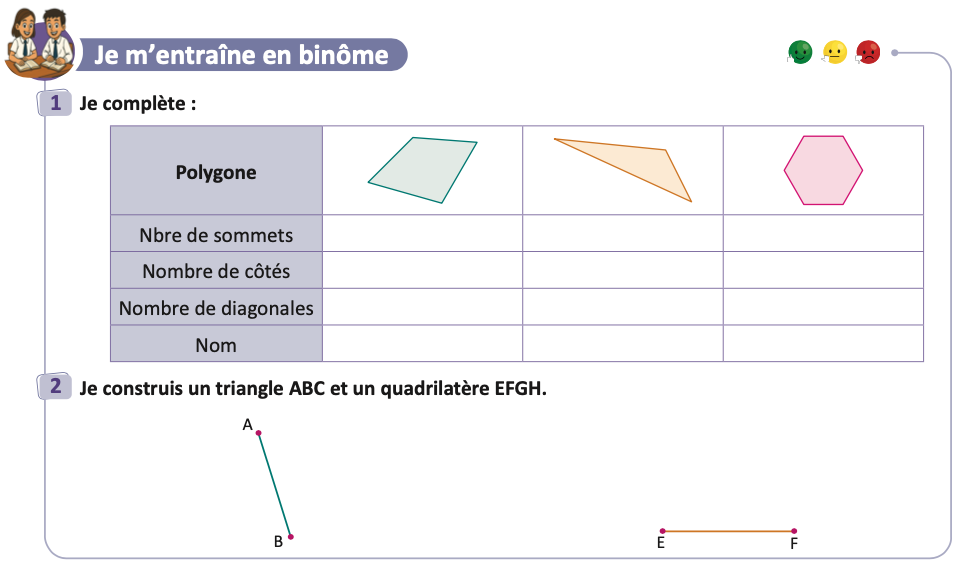 Je m'entraîne en binôme
1 Je complète :
Polygone
Nbre de sommets
Nombre de côtés
Nombre de diagonales
Nom
2 Je construis un triangle ABC et un quadrilatère EFGH.
A
B
E
F